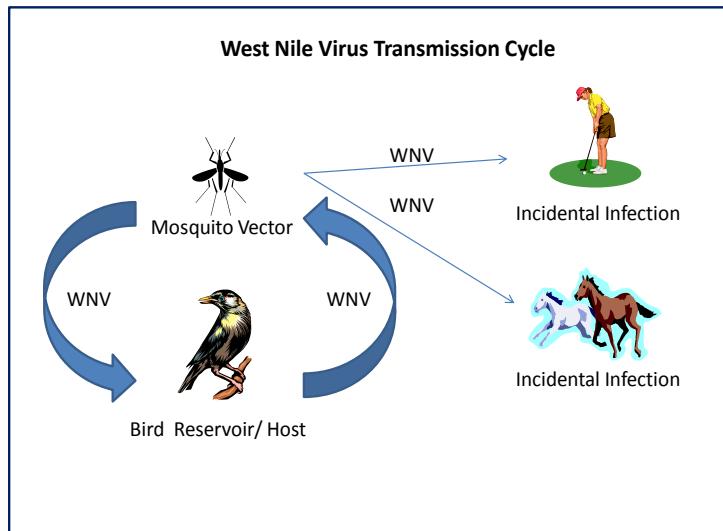 West Nile Virus Transmission Cycle
WNV
WNV
Incidental Infection
Mosquito Vector
WNV
WNV
Incidental Infection
Bird Reservoir/ Host